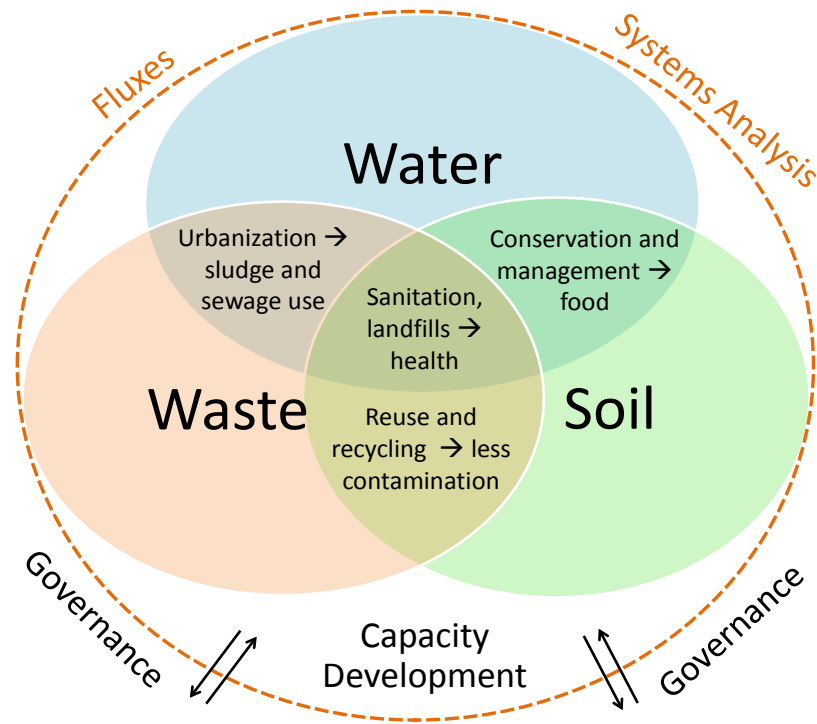 Fluxes
Systems Analysis
Water
Urbanization →
sludge and
sewage use
Conservation and
management →
food
Sanitation,
landfills →
health
Waste
Soil
Reuse and
recycling → less
contamination
Governance
Capacity
Development
Governance